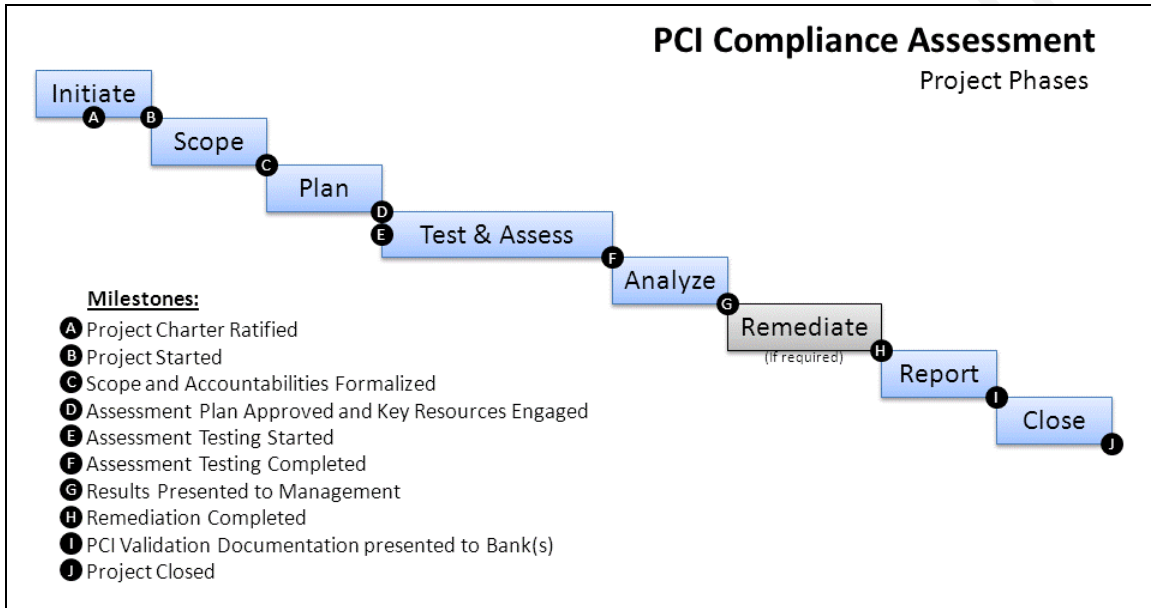 PCI Compliance Assessment
Project Phases
Initiate
A
B
Scope
C
Plan
D
E
Test & Assess
F
Analyze
G
Remediate
(If required)
H
Report
I
Close
J
Milestones:
A Project Charter Ratified
B Project Started
C Scope and Accountabilities Formalized
D Assessment Plan Approved and Key Resources Engaged
E Assessment Testing Started
F Assessment Testing Completed
G Results Presented to Management
H Remediation Completed
I PCI Validation Documentation presented to Bank(s)
J Project Closed